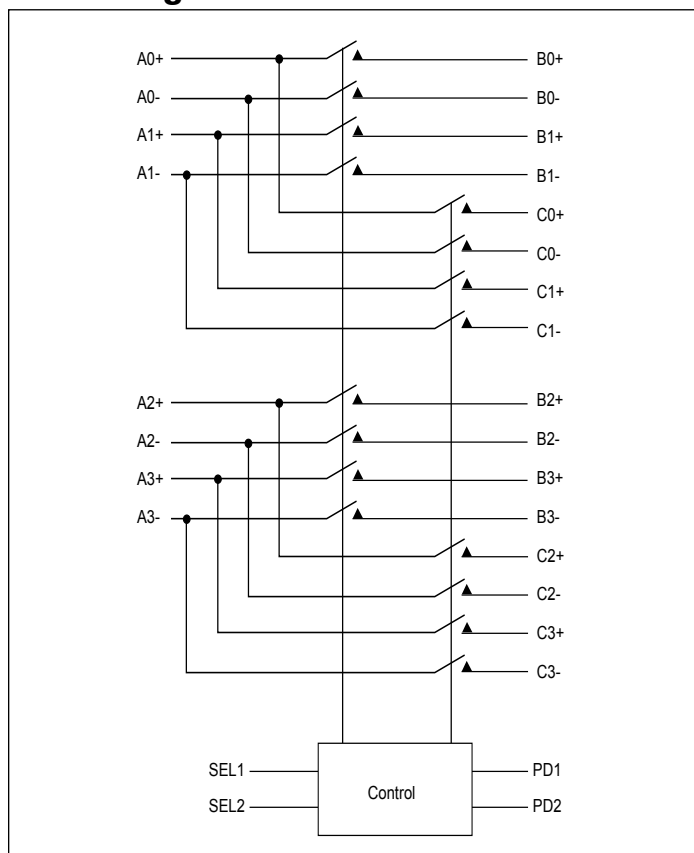 A0+ B0+
A0- B0-
A1+ B1+
A1- B1-
C0+
C0-
C1+
C1-
A2+ B2+
A2- B2-
A3+ B3+
A3- B3-
C2+
C2-
C3+
C3-
SEL1 PD1
Control
SEL2 PD2